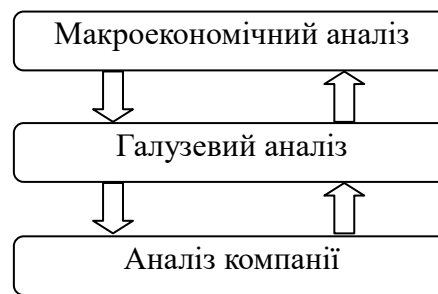 Макроекономічний аналіз
Галузевий аналіз
Аналіз компанії